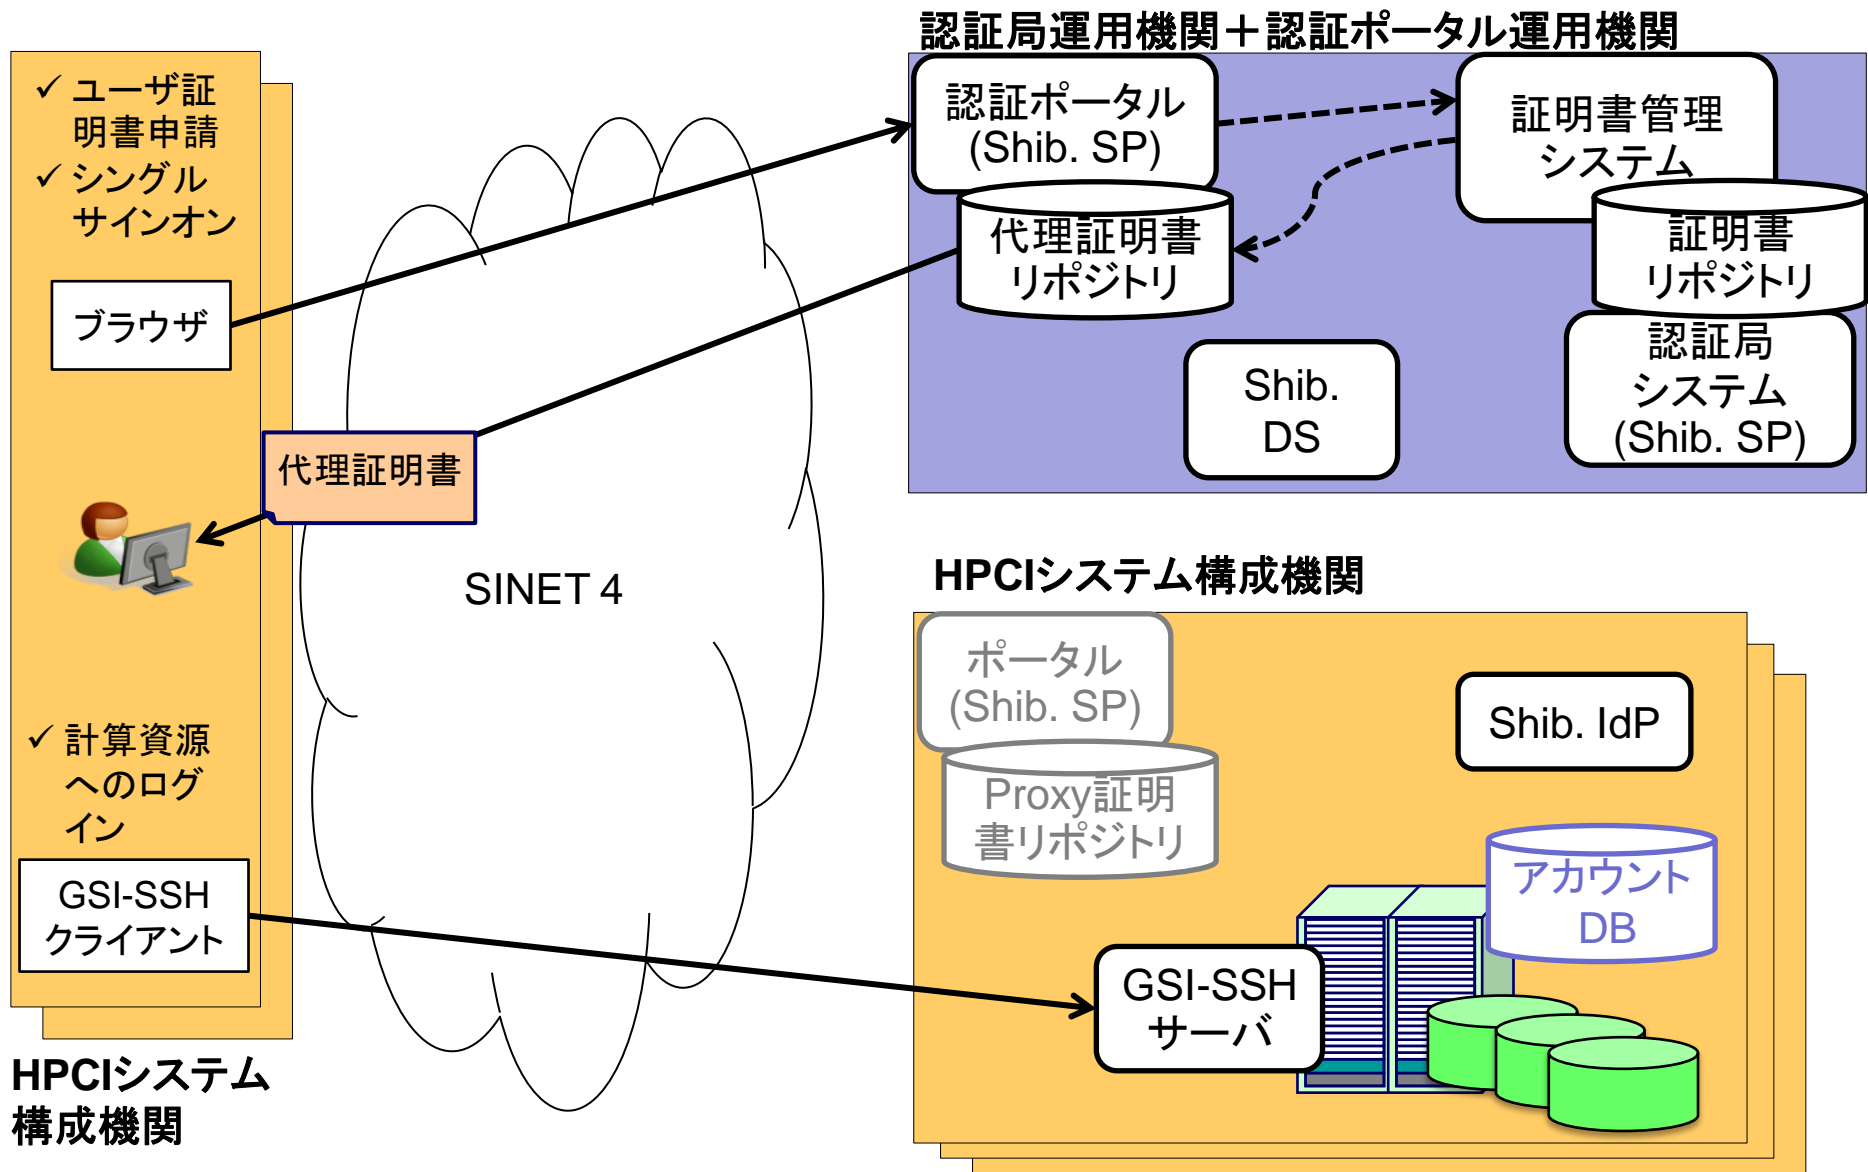 認証局運用機関＋認証ポータル運用機関
✓ ユーザ証
明書申請
✓ シングル
サインオン
ブラウザ
代理証明書
✓ 計算資源
へのログ
イン
GSI-SSH
クライアント
HPCIシステム
構成機関
SINET 4
認証ポータル
(Shib. SP)
代理証明書
リポジトリ
証明書管理
システム
証明書
リポジトリ
認証局
システム
(Shib. SP)
Shib.
DS
HPCIシステム構成機関
ポータル
(Shib. SP)
Proxy証明
書リポジトリ
Shib. IdP
アカウント
DB
GSI-SSH
サーバ